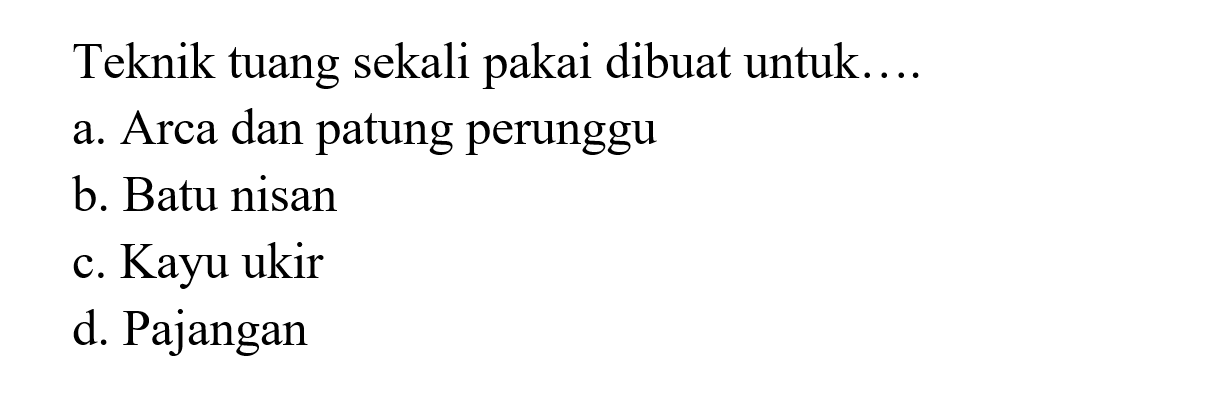 Teknik tuang sekali pakai dibuat untuk….
a. Arca dan patung perunggu
b. Batu nisan
c. Kayu ukir
d. Pajangan